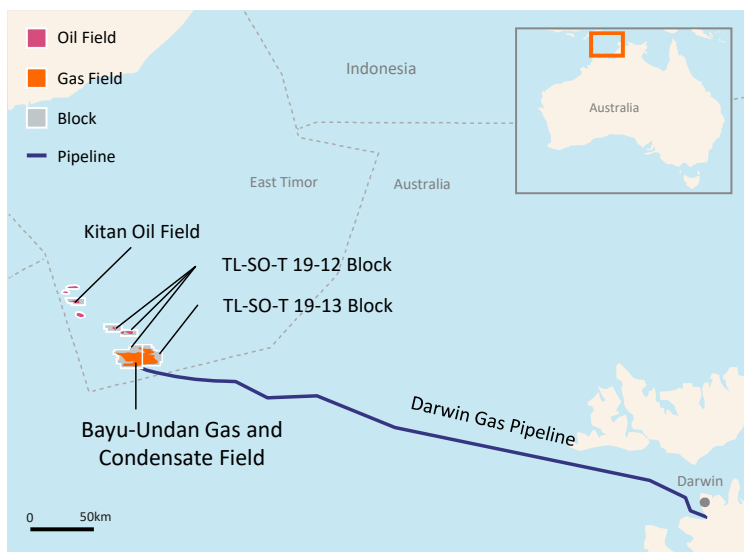 Oil Field
Gas Field
Block
Pipeline
Indonesia
Australia
East Timor
Australia
Kitan Oil Field
TL-SO-T 19-12 Block
TL-SO-T 19-13 Block
Bayu-Undan Gas and
Condensate Field
Darwin Gas Pipeline
Darwin
0 50km